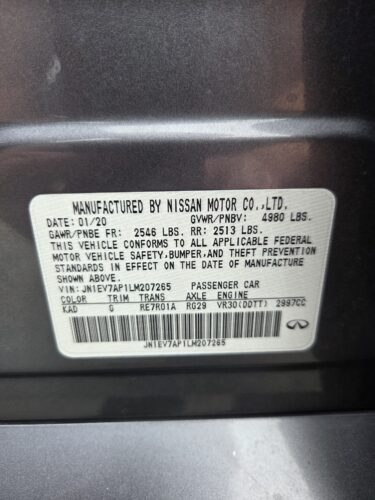 MANUFACTURED BY NISSAN MOTOR CO.,LTD.
DATE: 01/20 GVWR/PNBV: 4980 LBS.
GAWR/PNBE FR: 2546 LBS. RR: 2513 LBS.
THIS VEHICLE CONFORMS TO ALL APPLICABLE FEDERAL
MOTOR VEHICLE SAFETY, BUMPER, AND THEFT PREVENTION
STANDARDS IN EFFECT ON THE DATE OF MANUFACTURE
SHOWN ABOVE.
VIN: JN1EV7AP1LM207265 PASSENGER CAR
COLOR TRIM TRANS AXLE ENGINE
KAD G RE7R01A RG29 VR30(DDTT) 2997CC
JN1EV7AP1LM207265